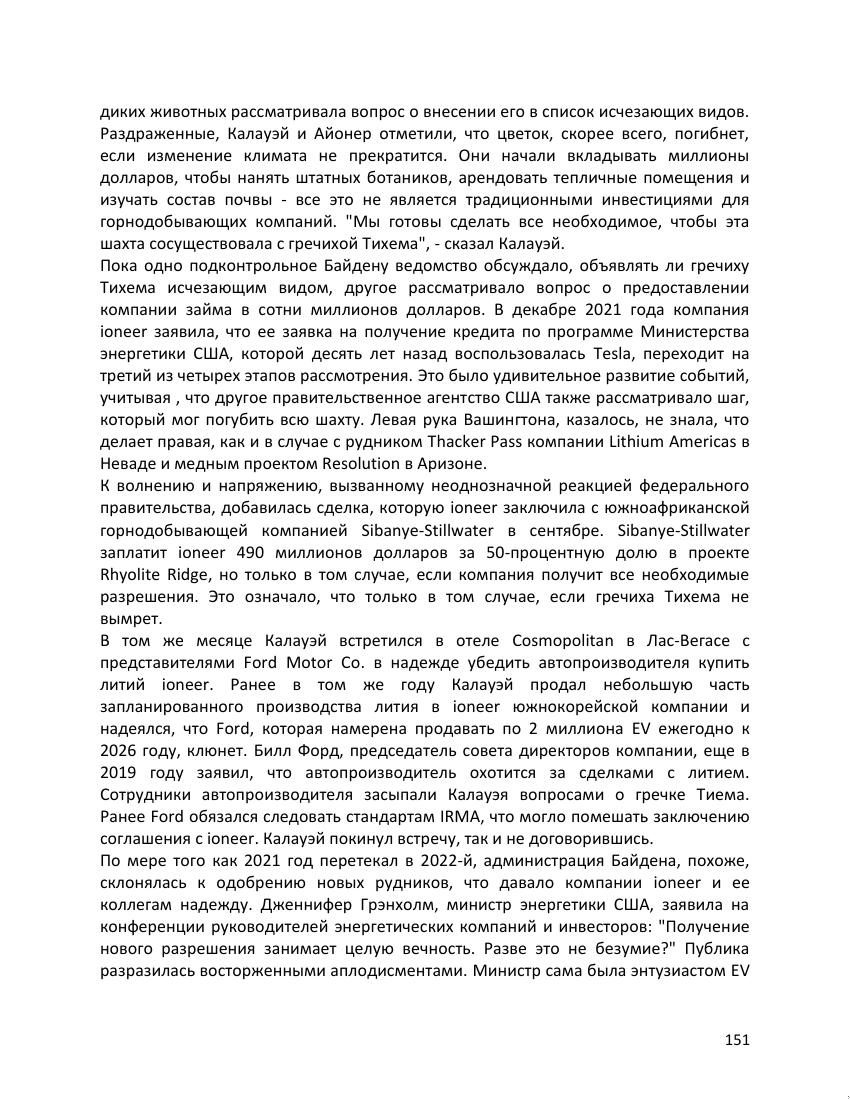 диких животных рассматривала вопрос о внесении его в список исчезающих видов.
Раздраженные, Калауэй и Айонер отметили, что цветок, скорее всего, погибнет,
если изменение климата не прекратится. Они начали вкладывать миллионы
долларов, чтобы нанять штатных ботаников, арендовать тепличные помещения и
изучать состав почвы - все это не является традиционными инвестициями для
горнодобывающих компаний. "Мы готовы сделать все необходимое, чтобы эта
шахта сосуществовала с гречихой Тихема", - сказал Калауэй.
Пока одно подконтрольное Байдену ведомство обсуждало, объявлять ли гречиху
Тихема исчезающим видом, другое рассматривало вопрос о предоставлении
компании займа в сотни миллионов долларов. В декабре 2021 года компания
ioneer заявила, что ее заявка на получение кредита по программе Министерства
энергетики США, которой десять лет назад воспользовалась Tesla, переходит на
третий из четырех этапов рассмотрения. Это было удивительное развитие событий,
учитывая , что другое правительственное агентство США также рассматривало шаг,
который мог погубить всю шахту. Левая рука Вашингтона, казалось, не знала, что
делает правая, как и в случае с рудником Thacker Pass компании Lithium Americas в
Неваде и медным проектом Resolution в Аризоне.
К волнению и напряжению, вызванному неоднозначной реакцией федерального
правительства, добавилась сделка, которую ioneer заключила с южноафриканской
горнодобывающей компанией Sibanye-Stillwater в сентябре. Sibanye-Stillwater
заплатит ioneer 490 миллионов долларов за 50-процентную долю в проекте
Rhyolite Ridge, но только в том случае, если компания получит все необходимые
разрешения. Это означало, что только в том случае, если гречиха Тихема не
вымрет.
В том же месяце Калауэй встретился в отеле Cosmopolitan в Лас-Вегасе с
представителями Ford Motor Co. в надежде убедить автопроизводителя купить
литий ioneer. Ранее в том же году Калауэй продал небольшую часть
запланированного производства лития в ioneer южнокорейской компании и
надеялся, что Ford, которая намерена продавать по 2 миллиона EV ежегодно к
2026 году, клюнет. Билл Форд, председатель совета директоров компании, еще в
2019 году заявил, что автопроизводитель охотится за сделками с литием.
Сотрудники автопроизводителя засыпали Калауэя вопросами о гречке Тиема.
Ранее Ford обязался следовать стандартам IRMA, что могло помешать заключению
соглашения с ioneer. Калауэй покинул встречу, так и не договорившись.
По мере того как 2021 год перетекал в 2022-й, администрация Байдена, похоже,
склонялась к одобрению новых рудников, что давало компании ioneer и ее
коллегам надежду. Дженнифер Грэнхолм, министр энергетики США, заявила на
конференции руководителей энергетических компаний и инвесторов: "Получение
нового разрешения занимает целую вечность. Разве это не безумие?" Публика
разразилась восторженными аплодисментами. Министр сама была энтузиастом EV
151